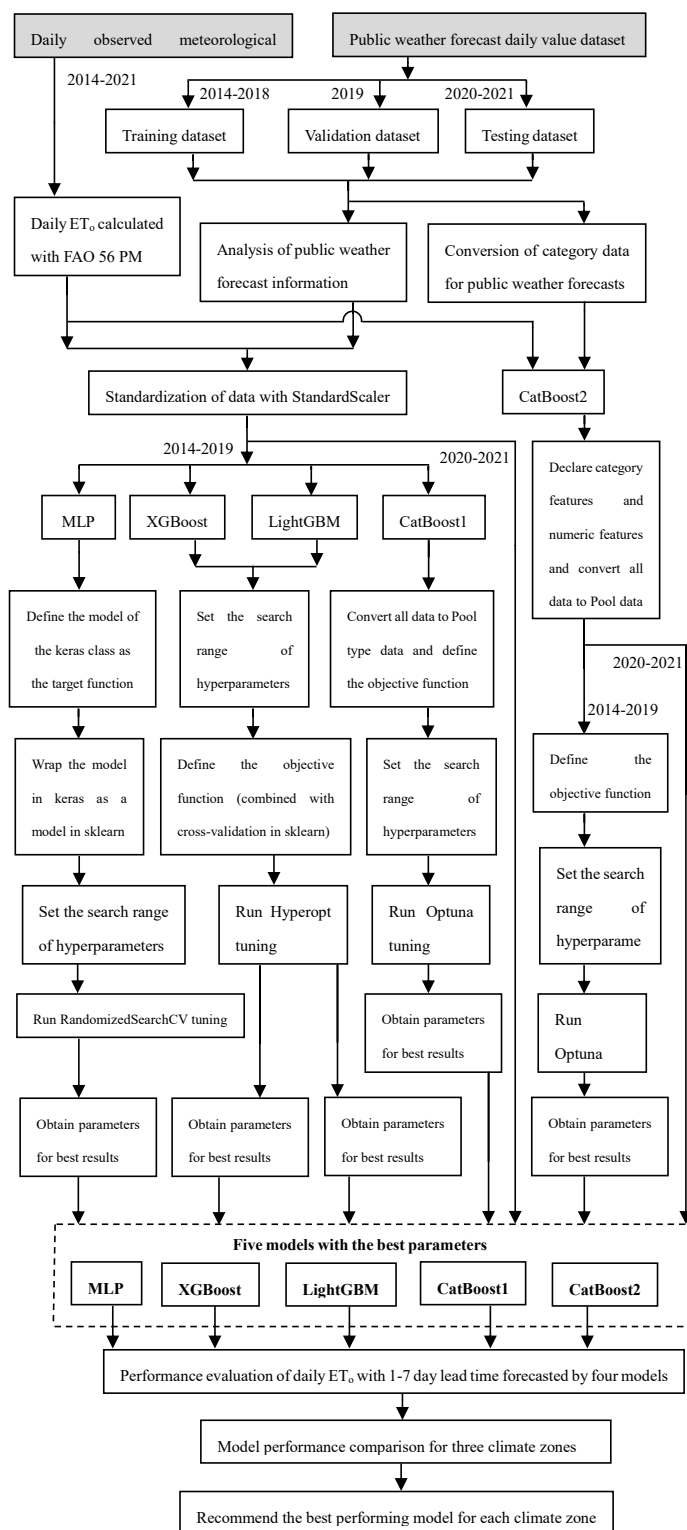 Daily observed meteorological
Public weather forecast daily value dataset
2014-2021
2014-2018
2019
2020-2021
Training dataset
Validation dataset
Testing dataset
Daily ETo calculated
with FAO 56 PM
Analysis of public weather
forecast information
Conversion of category data
for public weather forecasts
Standardization of data with StandardScaler
CatBoost2
2014-2019
2020-2021
MLP
XGBoost
LightGBM
CatBoost1
Declare category
features and
numeric features
and convert all
data to Pool data
Define the model of
the keras class as
the target function
Set the search
range of
hyperparameters
Convert all data to Pool
type data and define
the objective function
2020-2021
2014-2019
Wrap the model
in keras as a
model in sklearn
Define the objective
function (combined with
cross-validation in sklearn)
Set the search
range of
hyperparameters
Define the
objective function
Set the search range
of hyperparameters
Run Hyperopt
tuning
Run Optuna
tuning
Set the search
range of
hyperparame
Run RandomizedSearchCV tuning
Obtain parameters
for best results
Run
Optuna
Obtain parameters
for best results
Obtain parameters
for best results
Obtain parameters
for best results
Obtain parameters
for best results
Five models with the best parameters
MLP
XGBoost
LightGBM
CatBoost1
CatBoost2
Performance evaluation of daily ETo with 1-7 day lead time forecasted by four models
Model performance comparison for three climate zones
Recommend the best performing model for each climate zone